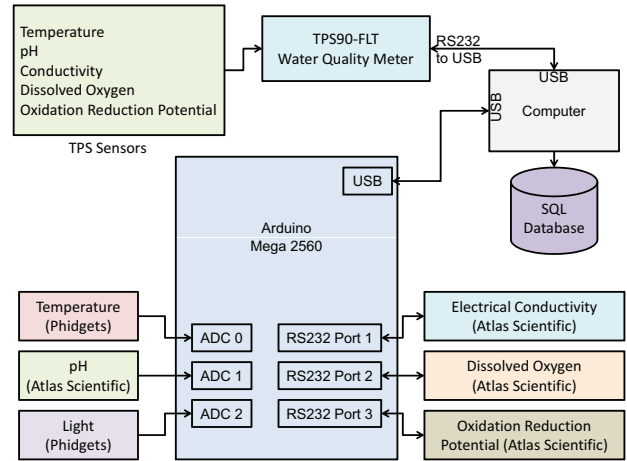 Temperature
pH
Conductivity
Dissolved Oxygen
Oxidation Reduction Potential
TPS Sensors
TPS90-FLT
Water Quality Meter
RS232
to USB
USB
USB
Computer
SQL
Database
USB
Arduino
Mega 2560
Temperature
(Phidgets)
pH
(Atlas Scientific)
Light
(Phidgets)
ADC 0
ADC 1
ADC 2
RS232 Port 1
RS232 Port 2
RS232 Port 3
Electrical Conductivity
(Atlas Scientific)
Dissolved Oxygen
(Atlas Scientific)
Oxidation Reduction
Potential (Atlas Scientific)